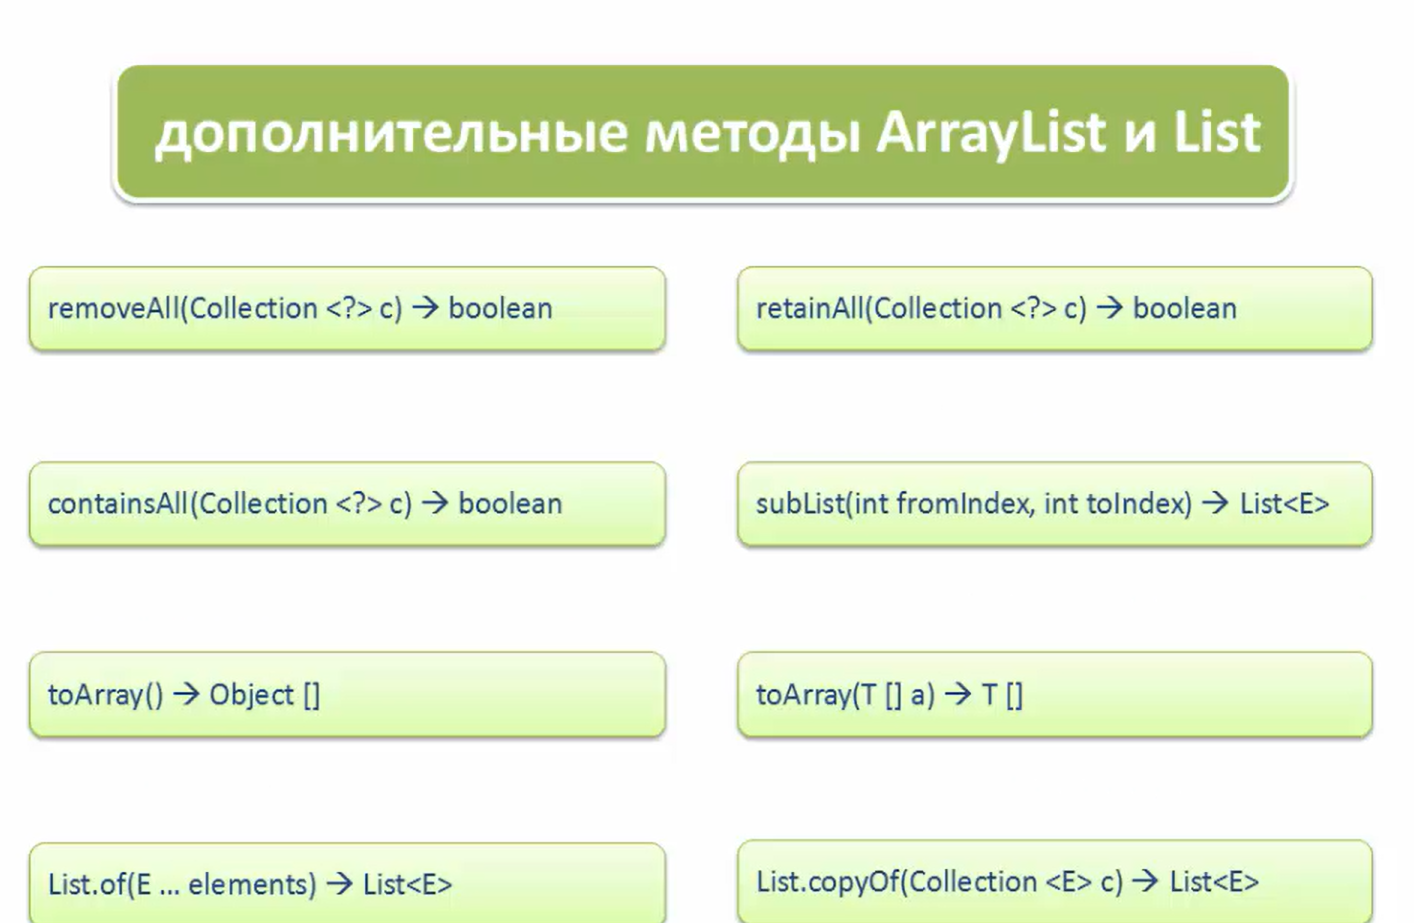 дополнительные методы ArrayList и List
removeAll(Collection <?> c) → boolean
retainAll(Collection <?> c) → boolean
containsAll(Collection <?> c) → boolean
subList(int fromIndex, int toIndex) → List<E>
toArray() → Object []
toArray(T [] a) → T []
List.of(E ... elements) → List<E>
List.copyOf(Collection <E> c) → List<E>